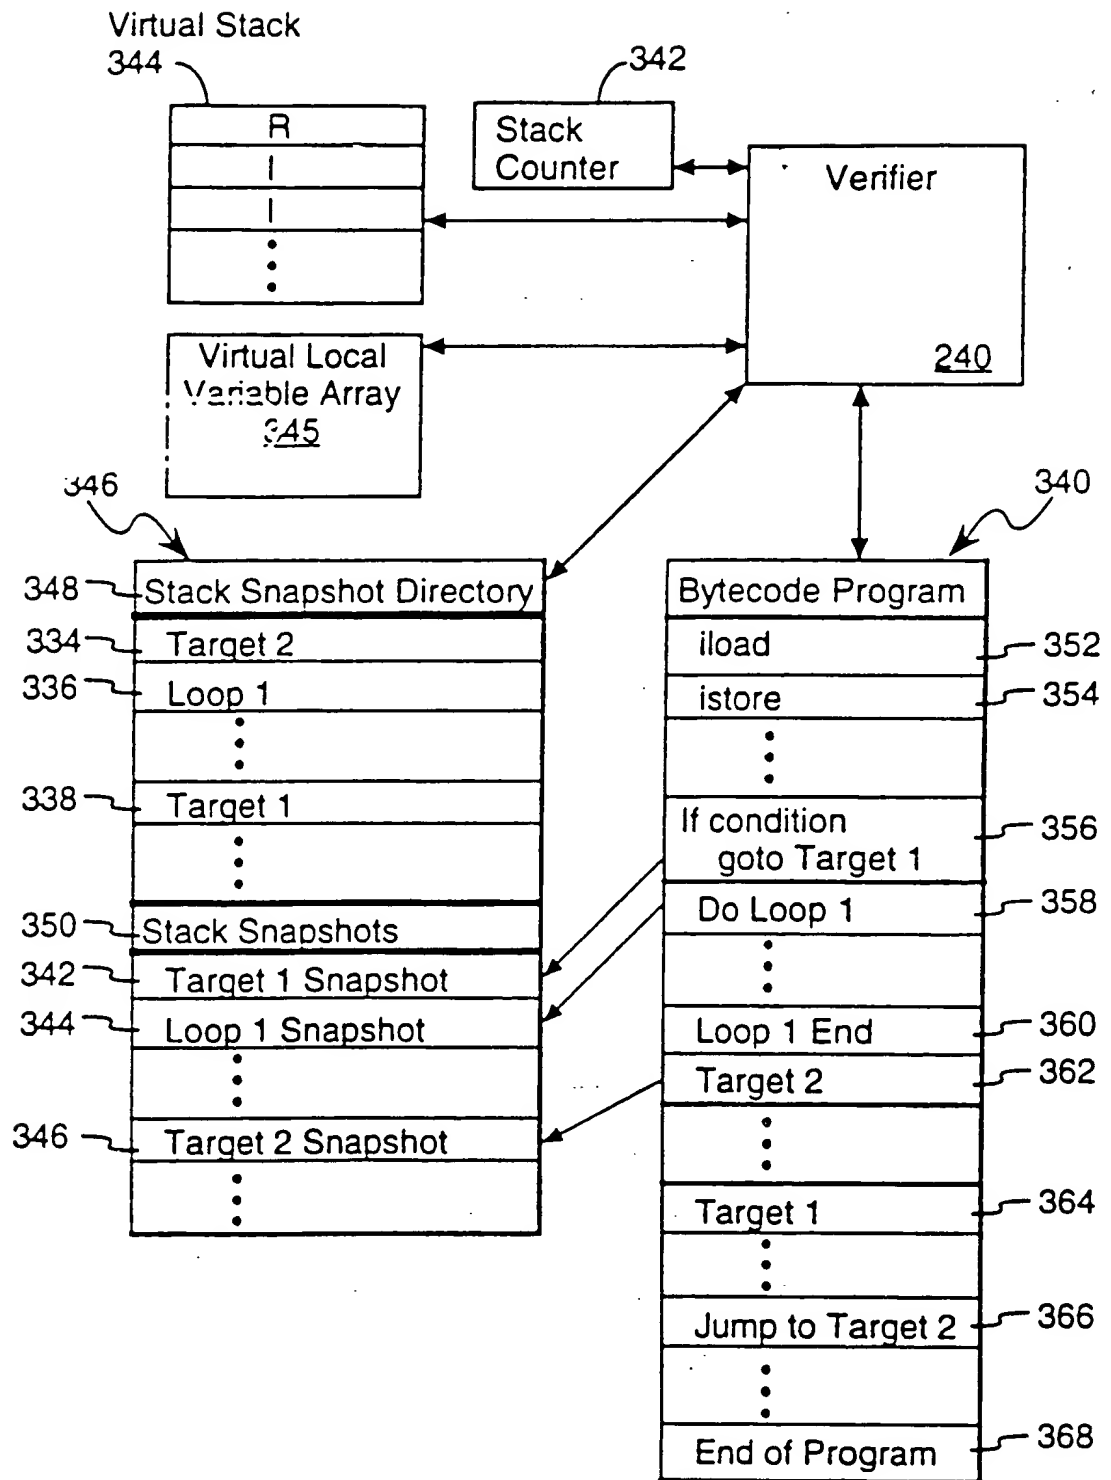 Virtual Stack
344
342
R
I
I
Stack
Counter
Verifier
240
Virtual Local
Variable Array
345
346
340
348
Stack Snapshot Directory
334
Target 2
336
Loop 1
338
Target 1
350
Stack Snapshots
342
Target 1 Snapshot
344
Loop 1 Snapshot
346
Target 2 Snapshot
Bytecode Program
iload
352
istore
354
If condition
goto Target 1
356
Do Loop 1
358
Loop 1 End
360
Target 2
362
Target 1
364
Jump to Target 2
366
End of Program
368